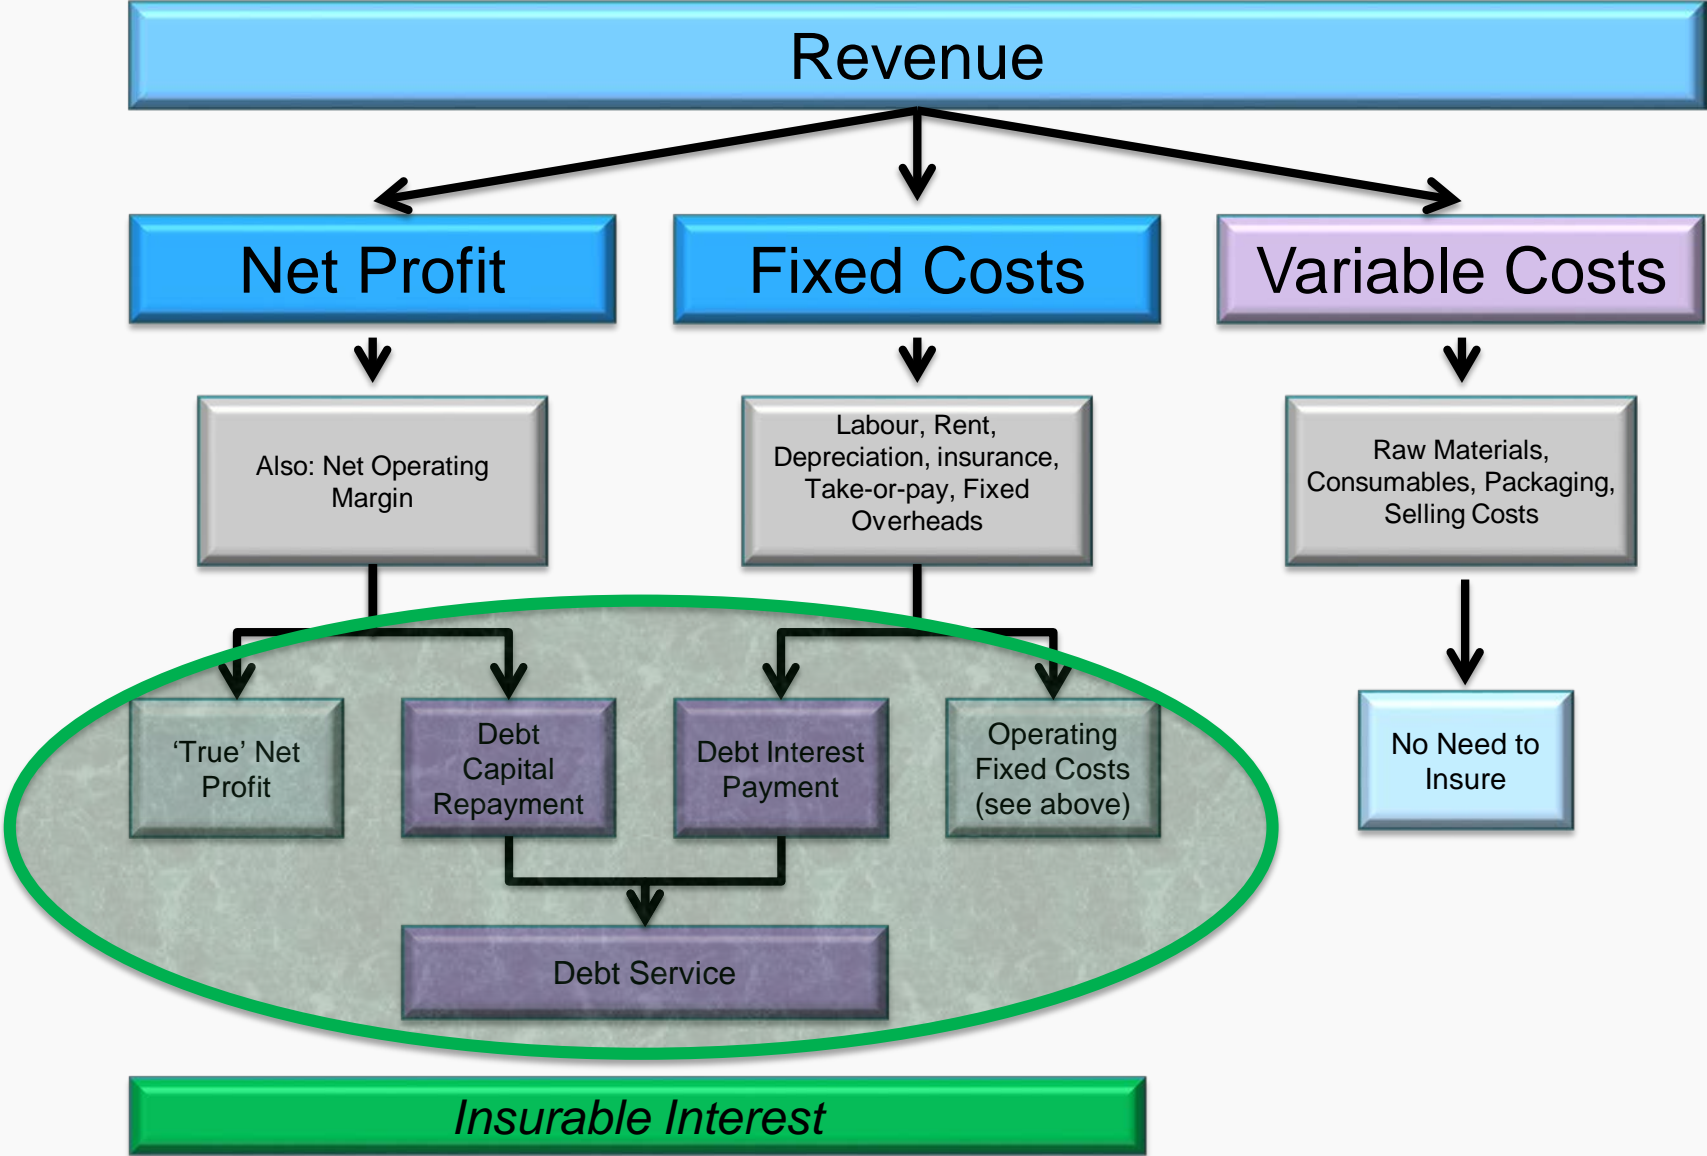 Revenue
Net Profit
Fixed Costs
Variable Costs
Also: Net Operating
Margin
Labour, Rent,
Depreciation, insurance,
Take-or-pay, Fixed
Overheads
Raw Materials,
Consumables, Packaging,
Selling Costs
‘True’ Net
Profit
Debt
Capital
Repayment
Debt Interest
Payment
Operating
Fixed Costs
(see above)
No Need to
Insure
Debt Service
Insurable Interest